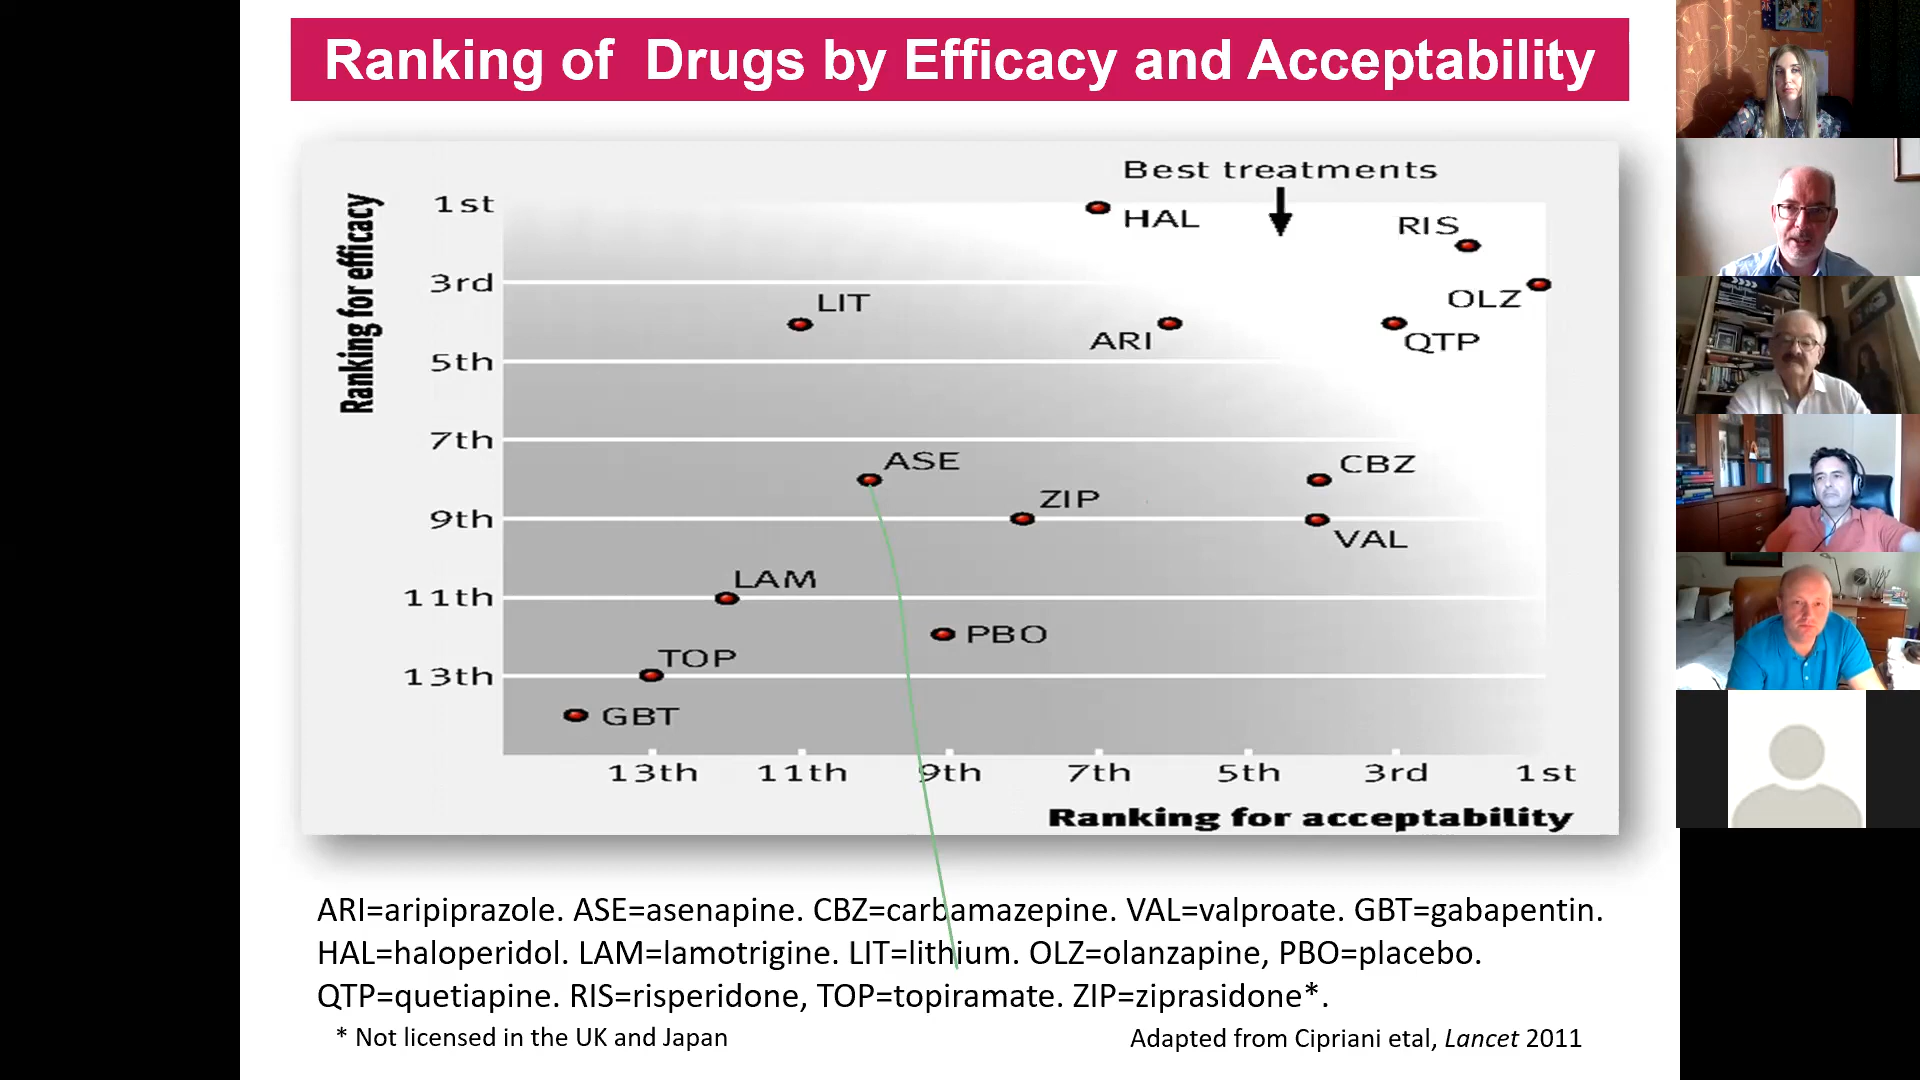 Ranking of Drugs by Efficacy and Acceptability
Best treatments
Ranking for efficacy
1st
3rd
5th
7th
9th
11th
13th
HAL
RIS
OLZ
LIT
ARI
QTP
ASE
CBZ
ZIP
VAL
LAM
PBO
TOP
GBT
13th 11th 9th 7th 5th 3rd 1st
Ranking for acceptability
ARI=aripiprazole. ASE=asenapine. CBZ=carbamazepine. VAL=valproate. GBT=gabapentin.
HAL=haloperidol. LAM=lamotrigine. LIT=lithium. OLZ=olanzapine, PBO=placebo.
QTP=quetiapine. RIS=risperidone, TOP=topiramate. ZIP=ziprasidone*.
* Not licensed in the UK and Japan
Adapted from Cipriani etal, Lancet 2011